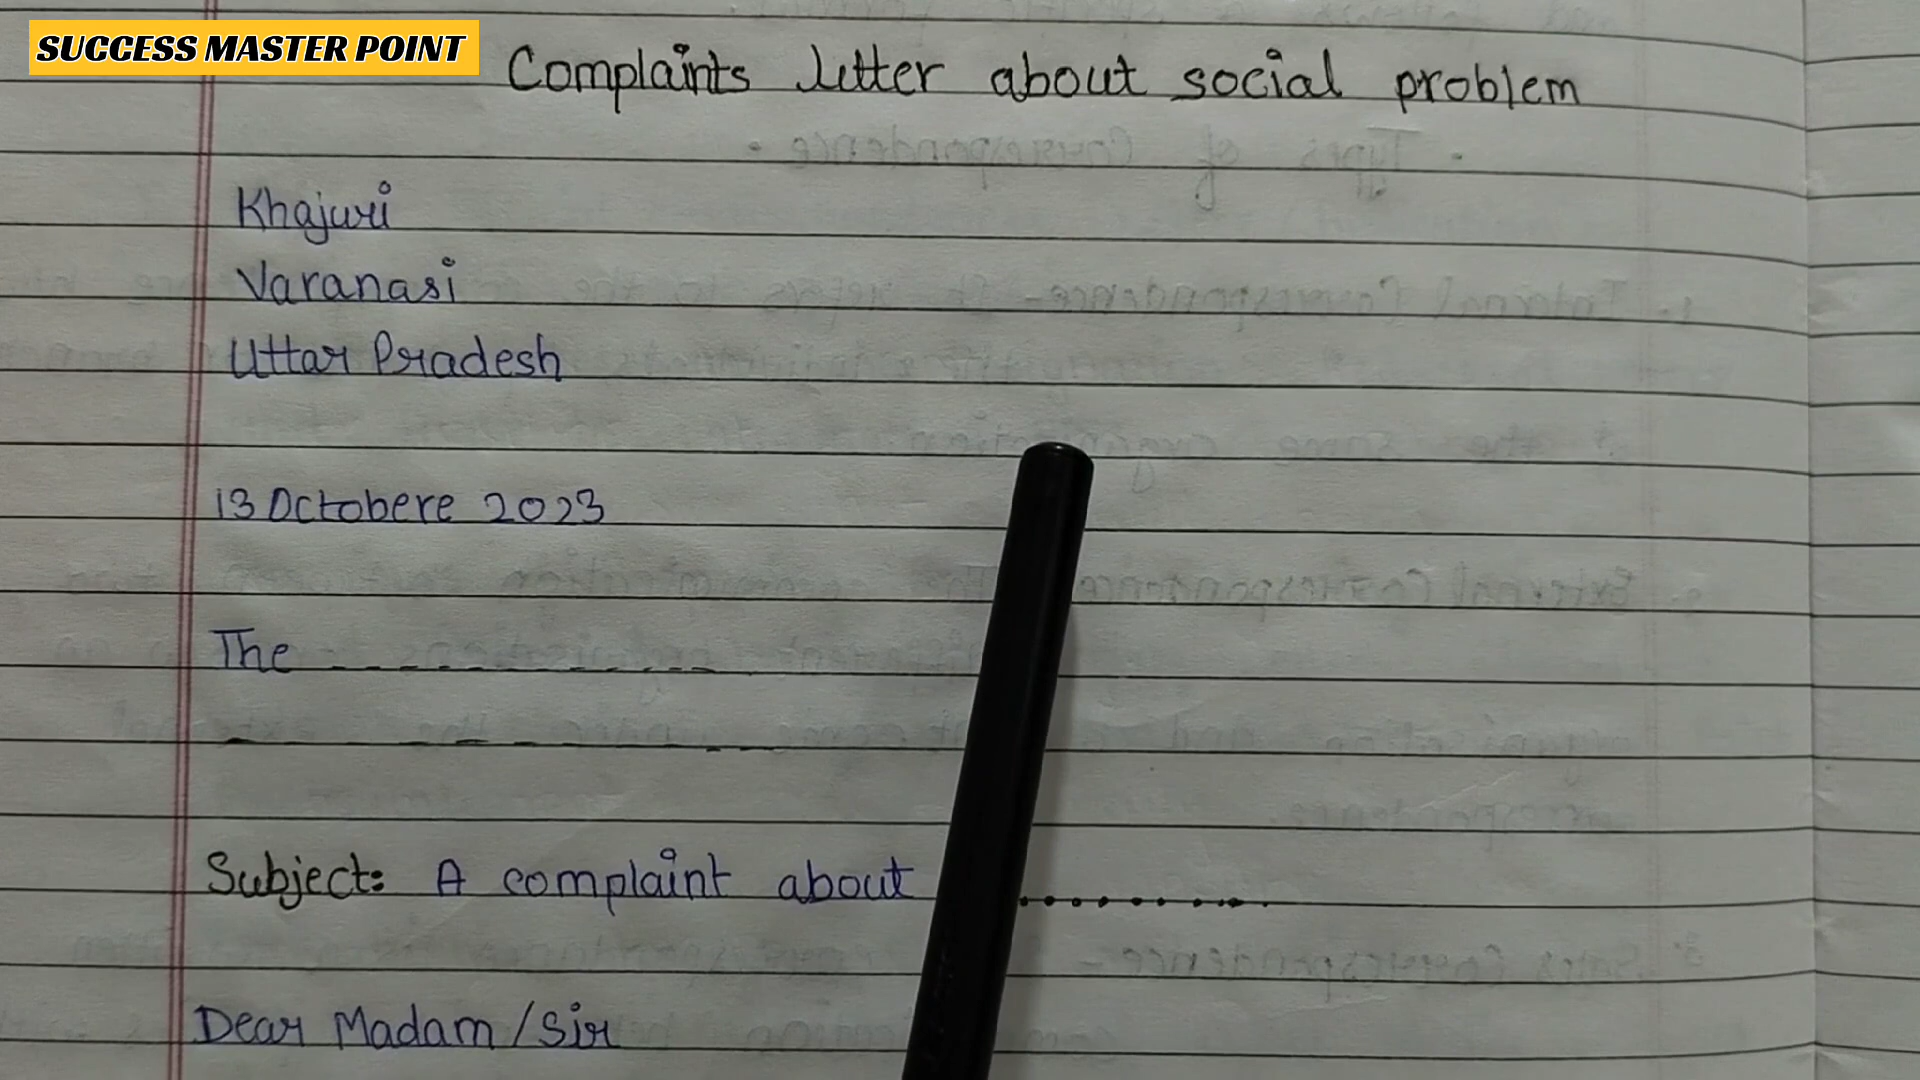 SUCCESS MASTER POINT
Complaints letter about social problem
Khajuri
Varanasi
Uttar Pradesh
13 Octobere 2023
The _ _ _ _ _ _ _ _ _ _ _ _ _
_ _ _ _ _ _ _ _
Subject: A complaint about .........
Dear Madam / Sir